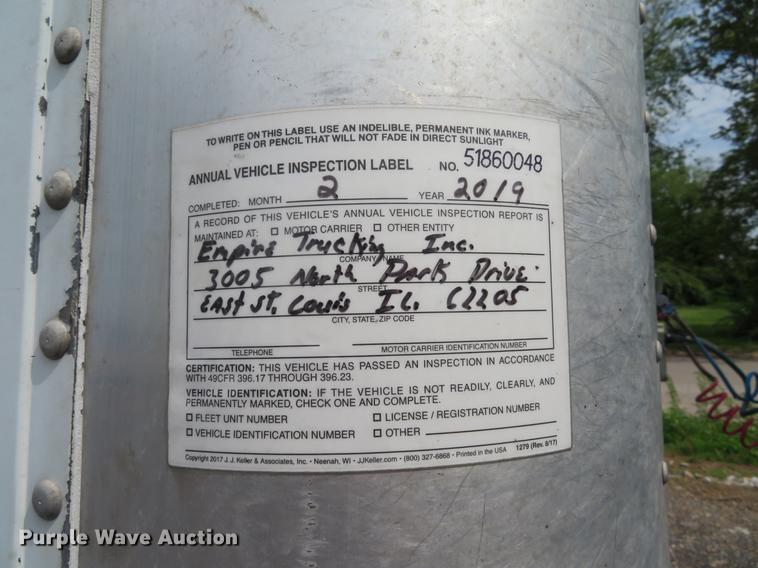 TO WRITE ON THIS LABEL USE AN INDELIBLE, PERMANENT INK MARKER,
PEN OR PENCIL THAT WILL NOT FADE IN DIRECT SUNLIGHT
ANNUAL VEHICLE INSPECTION LABEL NO. 51860048
COMPLETED: MONTH 2 YEAR 2019
A RECORD OF THIS VEHICLE'S ANNUAL VEHICLE INSPECTION REPORT IS
MAINTAINED AT: ☐ MOTOR CARRIER ☐ OTHER ENTITY
Empire Trucking Inc.
COMPANY NAME
3005 North Park Drive.
STREET
EAST ST. Louis IL. 62205
CITY, STATE, ZIP CODE
TELEPHONE MOTOR CARRIER IDENTIFICATION NUMBER
CERTIFICATION: THIS VEHICLE HAS PASSED AN INSPECTION IN ACCORDANCE
WITH 49CFR 396.17 THROUGH 396.23.
VEHICLE IDENTIFICATION: IF THE VEHICLE IS NOT READILY, CLEARLY, AND
PERMANENTLY MARKED, CHECK ONE AND COMPLETE.
☐ FLEET UNIT NUMBER ☐ LICENSE / REGISTRATION NUMBER
☐ VEHICLE IDENTIFICATION NUMBER ☐ OTHER
Copyright 2017 J. J. Keller & Associates, Inc. • Neenah, WI • JJKeller.com • (800) 327-6868 • Printed in the USA 1279 (Rev. 8/17)
Purple Wave Auction